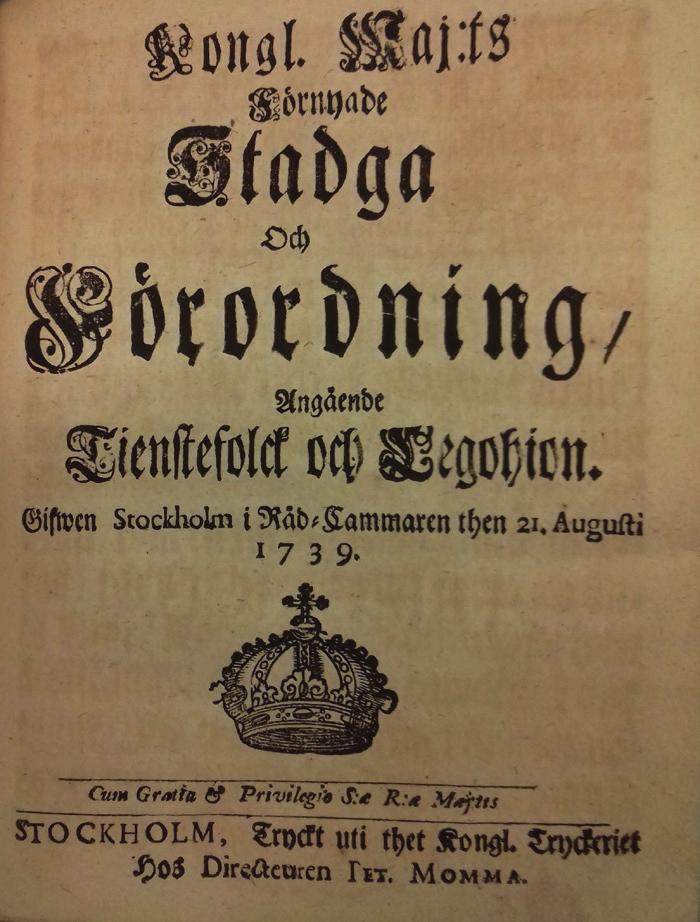 Kongl. Maj:ts
Förnyade
Stadga
Och
Förordning/
Angående
Tienstefolck och Legohion.
Gifwen Stockholm i Råd-Cammaren then 21. Augusti
1739.
Cum Gratia & Privilegio S:æ R:æ Maj:tis
STOCKHOLM, Tryckt uti thet Kongl. Tryckeriet
Hos Directeuren PET. MOMMA.